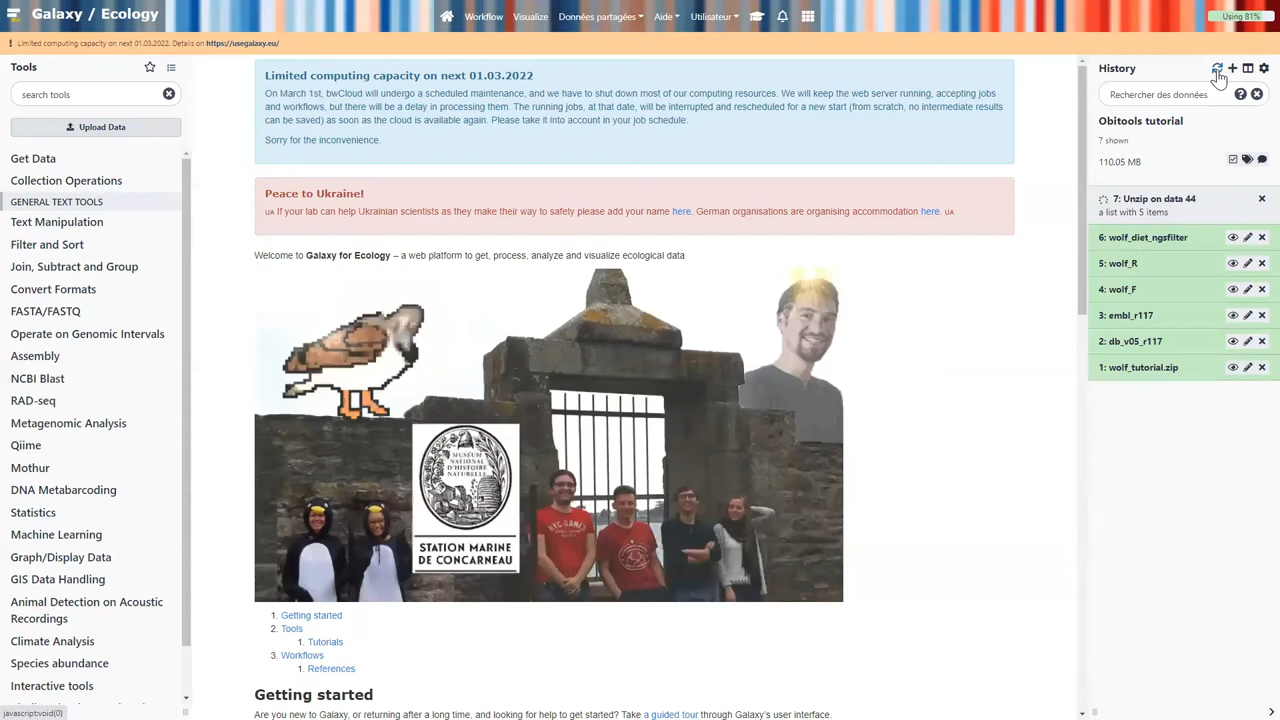 Galaxy / Ecology
Workflow Visualize Données partagées Aide Utilisateur
Using 81%
Limited computing capacity on next 01.03.2022. Details on https://usegalaxy.eu/
Tools
search tools
Upload Data
Get Data
Collection Operations
GENERAL TEXT TOOLS
Text Manipulation
Filter and Sort
Join, Subtract and Group
Convert Formats
FASTA/FASTQ
Operate on Genomic Intervals
Assembly
NCBI Blast
RAD-seq
Metagenomic Analysis
Qiime
Mothur
DNA Metabarcoding
Statistics
Machine Learning
Graph/Display Data
GIS Data Handling
Animal Detection on Acoustic
Recordings
Climate Analysis
Species abundance
Interactive tools
javascript:void(0)
Limited computing capacity on next 01.03.2022
On March 1st, bwCloud will undergo a scheduled maintenance, and we have to shut down most of our computing resources. We will keep the web server running, accepting jobs
and workflows, but there will be a delay in processing them. The running jobs, at that date, will be interrupted and rescheduled for a new start (from scratch, no intermediate results
can be saved) as soon as the cloud is available again. Please take it into account in your job schedule.
Sorry for the inconvenience.
Peace to Ukraine!
UA If your lab can help Ukrainian scientists as they make their way to safety please add your name here. German organisations are organising accommodation here. UA
Welcome to Galaxy for Ecology – a web platform to get, process, analyze and visualize ecological data
MUSEUM
NATIONAL
D'HISTOIRE
NATURELLE
STATION MARINE
DE CONCARNEAU
1. Getting started
2. Tools
1. Tutorials
3. Workflows
1. References
Getting started
Are you new to Galaxy, or returning after a long time, and looking for help to get started? Take a guided tour through Galaxy's user interface.
History
Rechercher des données
Obitools tutorial
7 shown
110.05 MB
7: Unzip on data 44
a list with 5 items
6: wolf_diet_ngsfilter
5: wolf_R
4: wolf_F
3: embl_r117
2: db_v05_r117
1: wolf_tutorial.zip